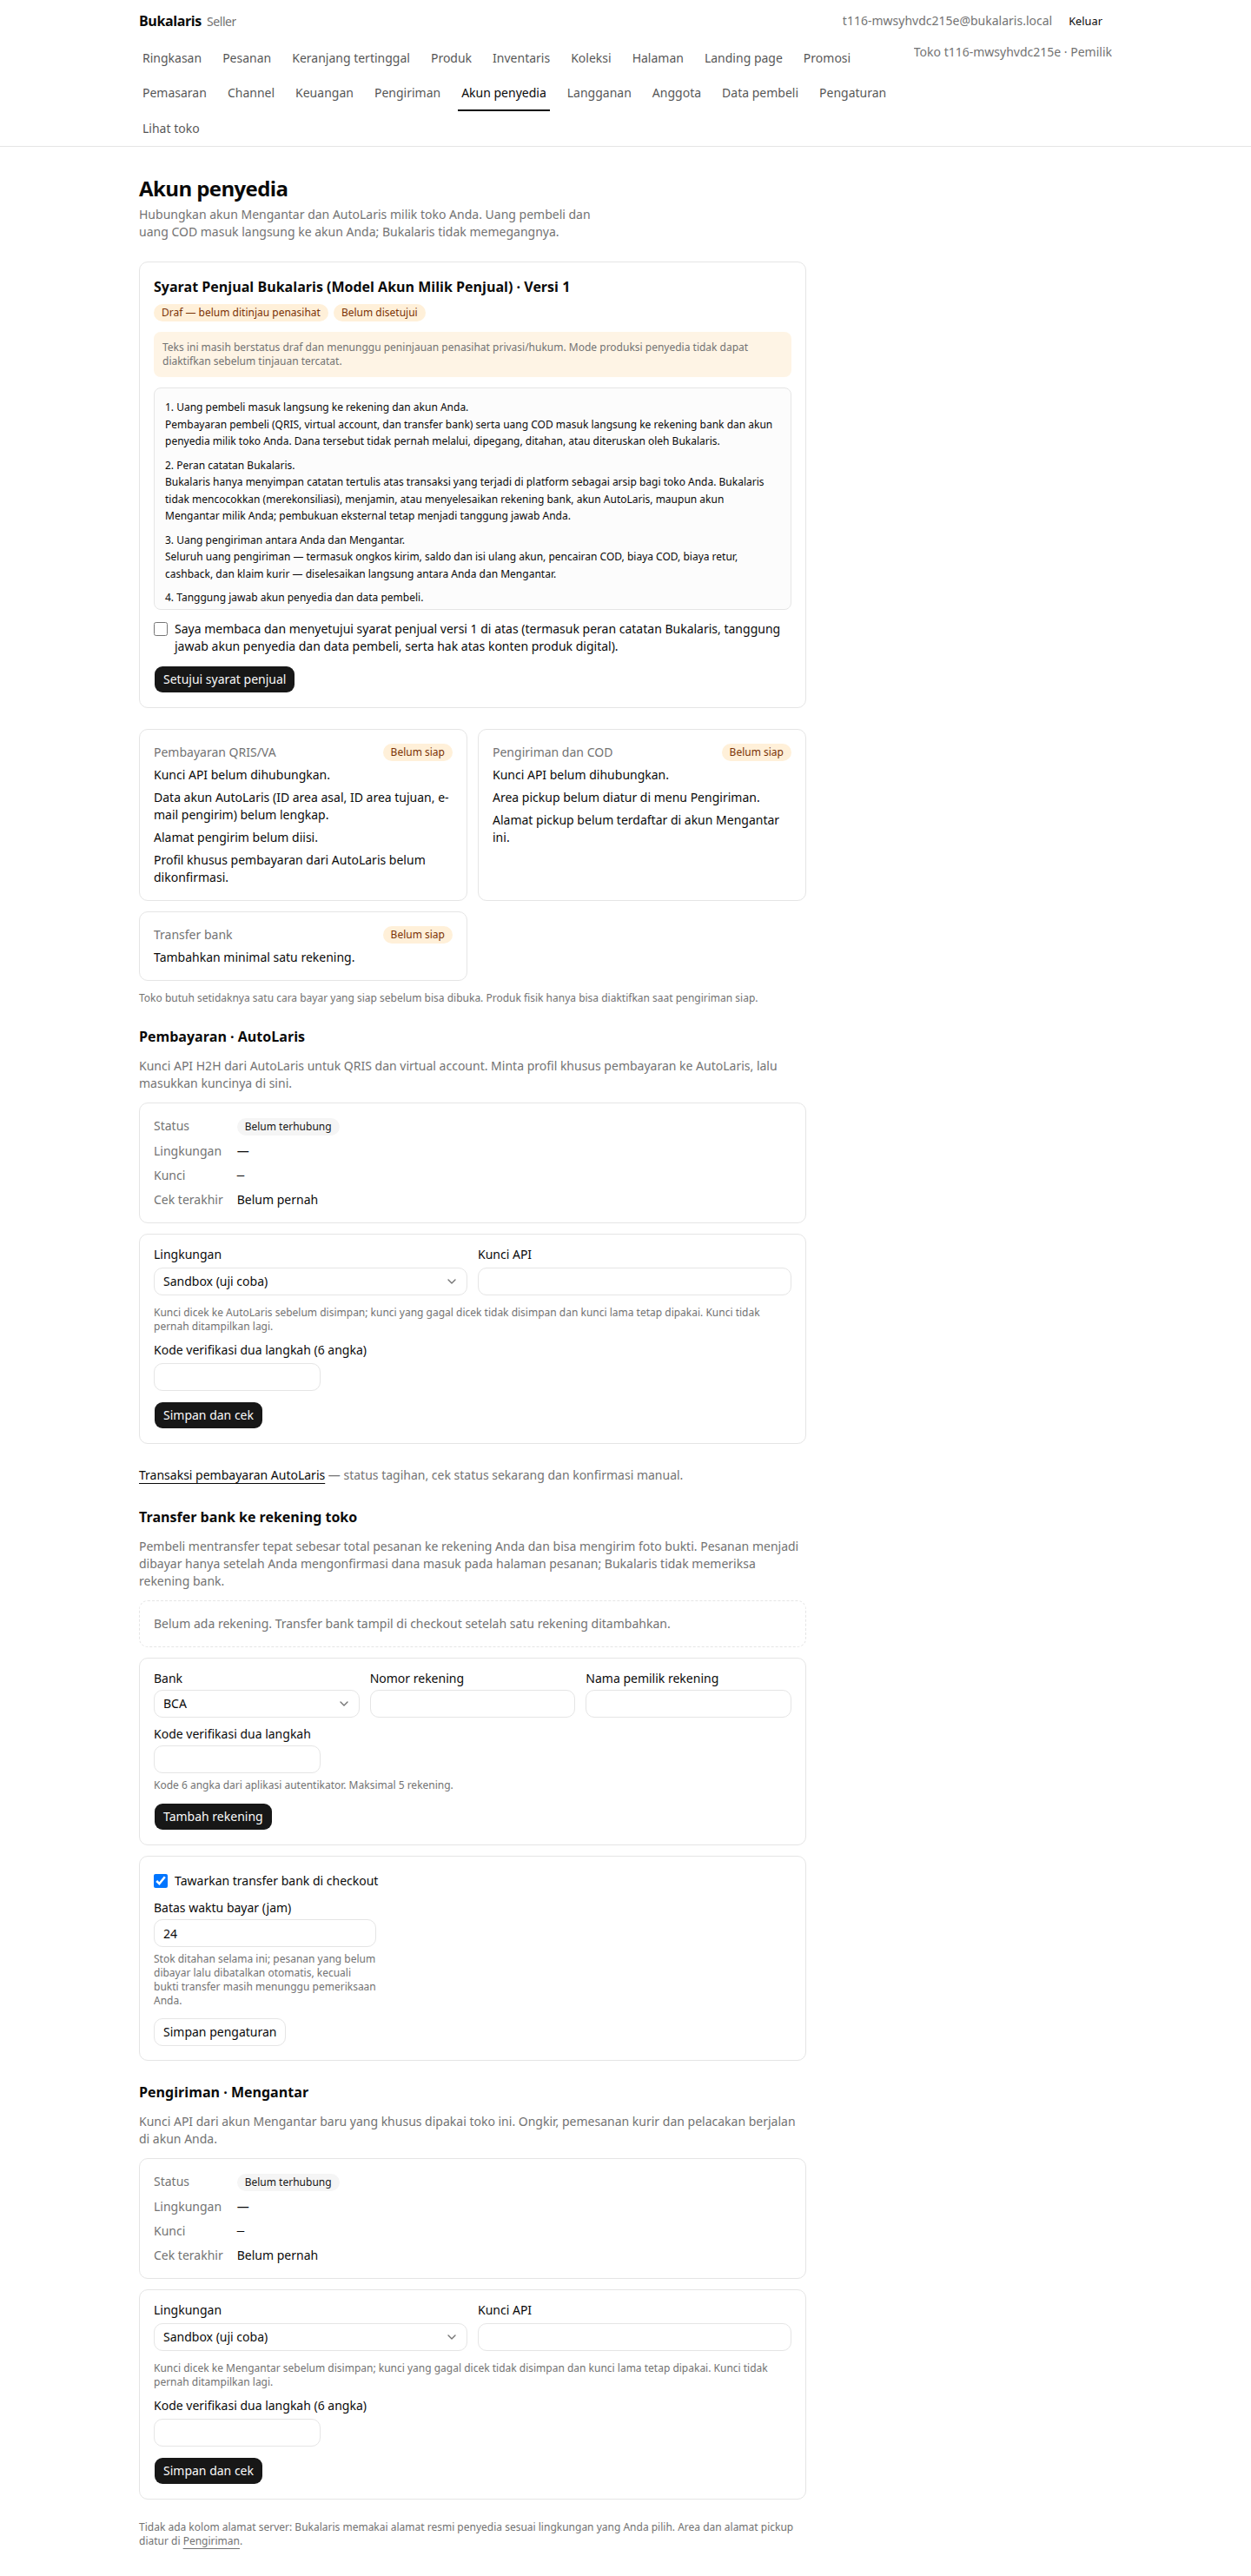 Bukalaris Seller
t116-mwsyhvdc215e@bukalaris.local Keluar
Ringkasan Pesanan Keranjang tertinggal Produk Inventaris Koleksi Halaman Landing page Promosi
Toko t116-mwsyhvdc215e · Pemilik
Pemasaran Channel Keuangan Pengiriman Akun penyedia Langganan Anggota Data pembeli Pengaturan
Lihat toko
Akun penyedia
Hubungkan akun Mengantar dan AutoLaris milik toko Anda. Uang pembeli dan
uang COD masuk langsung ke akun Anda; Bukalaris tidak memegangnya.
Syarat Penjual Bukalaris (Model Akun Milik Penjual) · Versi 1
Draf — belum ditinjau penasihat Belum disetujui
Teks ini masih berstatus draf dan menunggu peninjauan penasihat privasi/hukum. Mode produksi penyedia tidak dapat
diaktifkan sebelum tinjauan tercatat.
1. Uang pembeli masuk langsung ke rekening dan akun Anda.
Pembayaran pembeli (QRIS, virtual account, dan transfer bank) serta uang COD masuk langsung ke rekening bank dan akun
penyedia milik toko Anda. Dana tersebut tidak pernah melalui, dipegang, ditahan, atau diteruskan oleh Bukalaris.
2. Peran catatan Bukalaris.
Bukalaris hanya menyimpan catatan tertulis atas transaksi yang terjadi di platform sebagai arsip bagi toko Anda. Bukalaris
tidak mencocokkan (merekonsiliasi), menjamin, atau menyelesaikan rekening bank, akun AutoLaris, maupun akun
Mengantar milik Anda; pembukuan eksternal tetap menjadi tanggung jawab Anda.
3. Uang pengiriman antara Anda dan Mengantar.
Seluruh uang pengiriman — termasuk ongkos kirim, saldo dan isi ulang akun, pencairan COD, biaya COD, biaya retur,
cashback, dan klaim kurir — diselesaikan langsung antara Anda dan Mengantar.
4. Tanggung jawab akun penyedia dan data pembeli.
Saya membaca dan menyetujui syarat penjual versi 1 di atas (termasuk peran catatan Bukalaris, tanggung
jawab akun penyedia dan data pembeli, serta hak atas konten produk digital).
Setujui syarat penjual
Pembayaran QRIS/VA Belum siap
Kunci API belum dihubungkan.
Data akun AutoLaris (ID area asal, ID area tujuan, e-
mail pengirim) belum lengkap.
Alamat pengirim belum diisi.
Profil khusus pembayaran dari AutoLaris belum
dikonfirmasi.
Pengiriman dan COD Belum siap
Kunci API belum dihubungkan.
Area pickup belum diatur di menu Pengiriman.
Alamat pickup belum terdaftar di akun Mengantar
ini.
Transfer bank Belum siap
Tambahkan minimal satu rekening.
Toko butuh setidaknya satu cara bayar yang siap sebelum bisa dibuka. Produk fisik hanya bisa diaktifkan saat pengiriman siap.
Pembayaran · AutoLaris
Kunci API H2H dari AutoLaris untuk QRIS dan virtual account. Minta profil khusus pembayaran ke AutoLaris, lalu
masukkan kuncinya di sini.
Status Belum terhubung
Lingkungan —
Kunci —
Cek terakhir Belum pernah
Lingkungan Kunci API
Sandbox (uji coba)
Kunci dicek ke AutoLaris sebelum disimpan; kunci yang gagal dicek tidak disimpan dan kunci lama tetap dipakai. Kunci tidak
pernah ditampilkan lagi.
Kode verifikasi dua langkah (6 angka)
Simpan dan cek
Transaksi pembayaran AutoLaris — status tagihan, cek status sekarang dan konfirmasi manual.
Transfer bank ke rekening toko
Pembeli mentransfer tepat sebesar total pesanan ke rekening Anda dan bisa mengirim foto bukti. Pesanan menjadi
dibayar hanya setelah Anda mengonfirmasi dana masuk pada halaman pesanan; Bukalaris tidak memeriksa
rekening bank.
Belum ada rekening. Transfer bank tampil di checkout setelah satu rekening ditambahkan.
Bank Nomor rekening Nama pemilik rekening
BCA
Kode verifikasi dua langkah
Kode 6 angka dari aplikasi autentikator. Maksimal 5 rekening.
Tambah rekening
Tawarkan transfer bank di checkout
Batas waktu bayar (jam)
24
Stok ditahan selama ini; pesanan yang belum
dibayar lalu dibatalkan otomatis, kecuali
bukti transfer masih menunggu pemeriksaan
Anda.
Simpan pengaturan
Pengiriman · Mengantar
Kunci API dari akun Mengantar baru yang khusus dipakai toko ini. Ongkir, pemesanan kurir dan pelacakan berjalan
di akun Anda.
Status Belum terhubung
Lingkungan —
Kunci —
Cek terakhir Belum pernah
Lingkungan Kunci API
Sandbox (uji coba)
Kunci dicek ke Mengantar sebelum disimpan; kunci yang gagal dicek tidak disimpan dan kunci lama tetap dipakai. Kunci tidak
pernah ditampilkan lagi.
Kode verifikasi dua langkah (6 angka)
Simpan dan cek
Tidak ada kolom alamat server: Bukalaris memakai alamat resmi penyedia sesuai lingkungan yang Anda pilih. Area dan alamat pickup
diatur di Pengiriman.